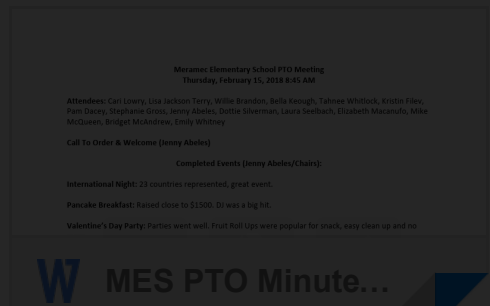 Meramec Elementary School PTO Meeting
Thursday, February 15, 2018 8:45 AM
Attendees: Cari Lowry, Lisa Jackson Terry, Willie Brandon, Bella Keough, Tahnee Whitlock, Kristin Files,
Pam Dacey, Stephanie Gross, Jenny Abeles, Dottie Silverman, Laura Seelbach, Elizabeth Macanufo, Mike
McQueen, Bridget McAndrew, Emily Whitney
Call To Order & Welcome (Jenny Abeles)
Completed Events (Jenny Abeles/Chairs):
International Night: 23 countries represented, great event.
Pancake Breakfast: Raised close to $1500. DJ was a big hit.
Valentine's Day Party: Parties went well. Fruit Roll Ups were popular for snack, easy clean up and no
W MES PTO Minute...